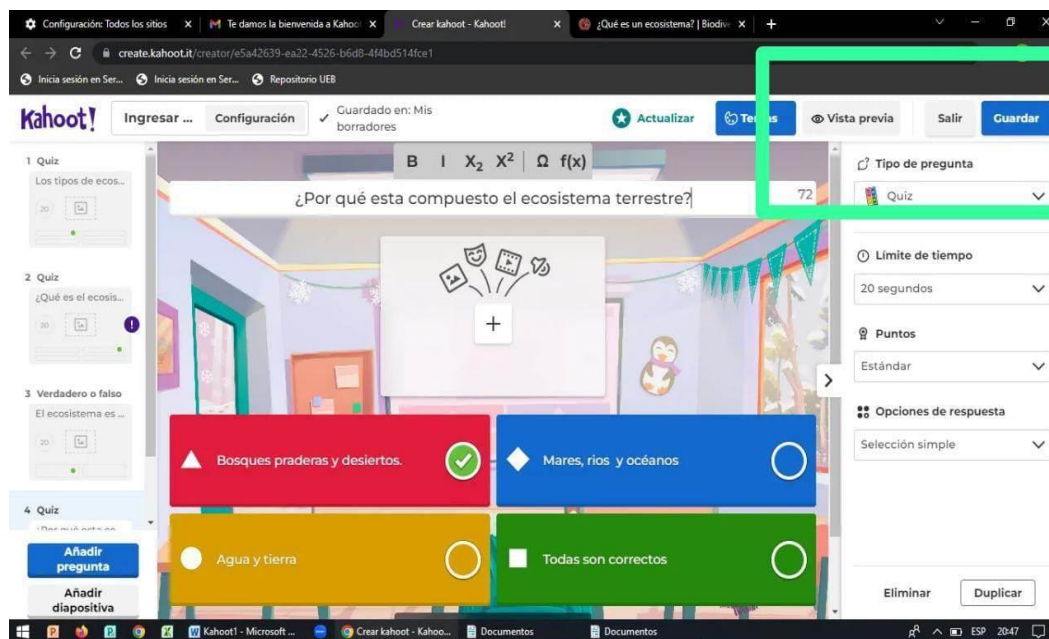 Configuración: Todos los sitios
Te damos la bienvenida a Kahoo
Crear kahoot - Kahoot!
¿Qué es un ecosistema? | Biodive
create.kahoot.it/creator/e5a42639-ea22-4526-b6d8-4f4bd514fce1
Inicia sesión en Ser...
Inicia sesión en Ser...
Repositorio UEB
Kahoot!
Ingresar ...
Configuración
Guardado en: Mis
borradores
Actualizar
Vista previa
Salir
Guardar
1 Quiz
Los tipos de ecos...
20
2 Quiz
¿Qué es el ecosis...
20
3 Verdadero o falso
El ecosistema es ...
20
4 Quiz
Añadir
pregunta
Añadir
diapositiva
B I X2 X2 Ω f(x)
¿Por qué esta compuesto el ecosistema terrestre?
72
Bosques praderas y desiertos.
Mares, rios y océanos
Agua y tierra
Todas son correctos
Tipo de pregunta
Quiz
Límite de tiempo
20 segundos
Puntos
Estándar
Opciones de respuesta
Selección simple
Eliminar
Duplicar
Kahoot1 - Microsoft ...
Crear kahoot - Kahoo...
Documentos
Documentos
ESP
20:47